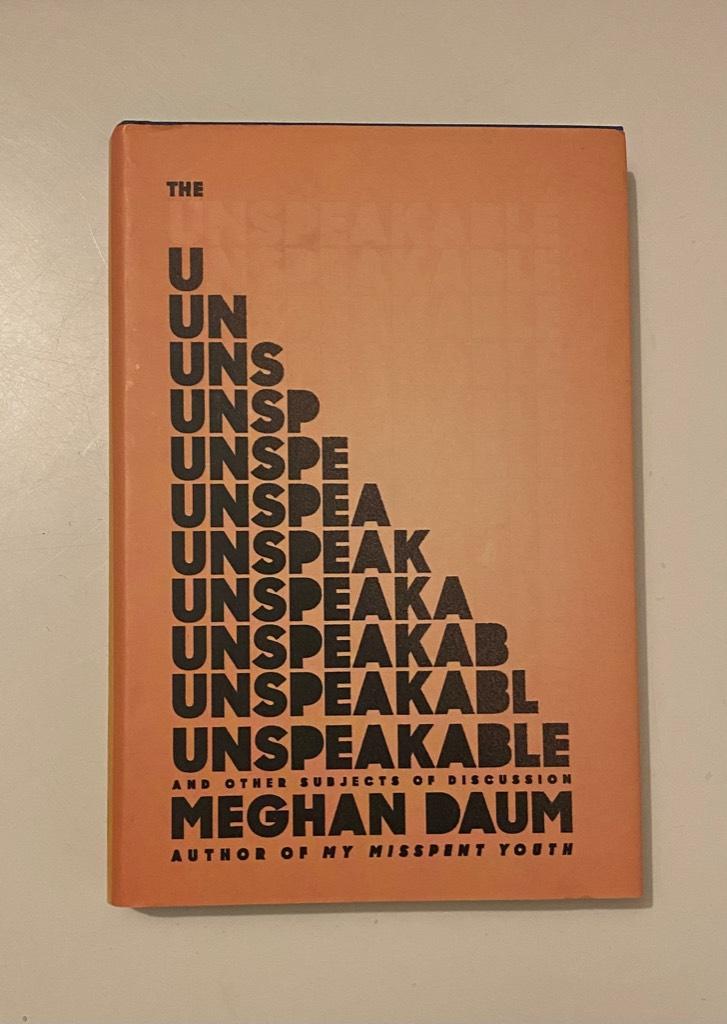 THE
UNSPEAKABLE
U
UN
UNS
UNSP
UNSPE
UNSPEA
UNSPEAK
UNSPEAKA
UNSPEAKAB
UNSPEAKABL
UNSPEAKABLE
AND OTHER SUBJECTS OF DISCUSSION
MEGHAN DAUM
AUTHOR OF MY MISSPENT YOUTH